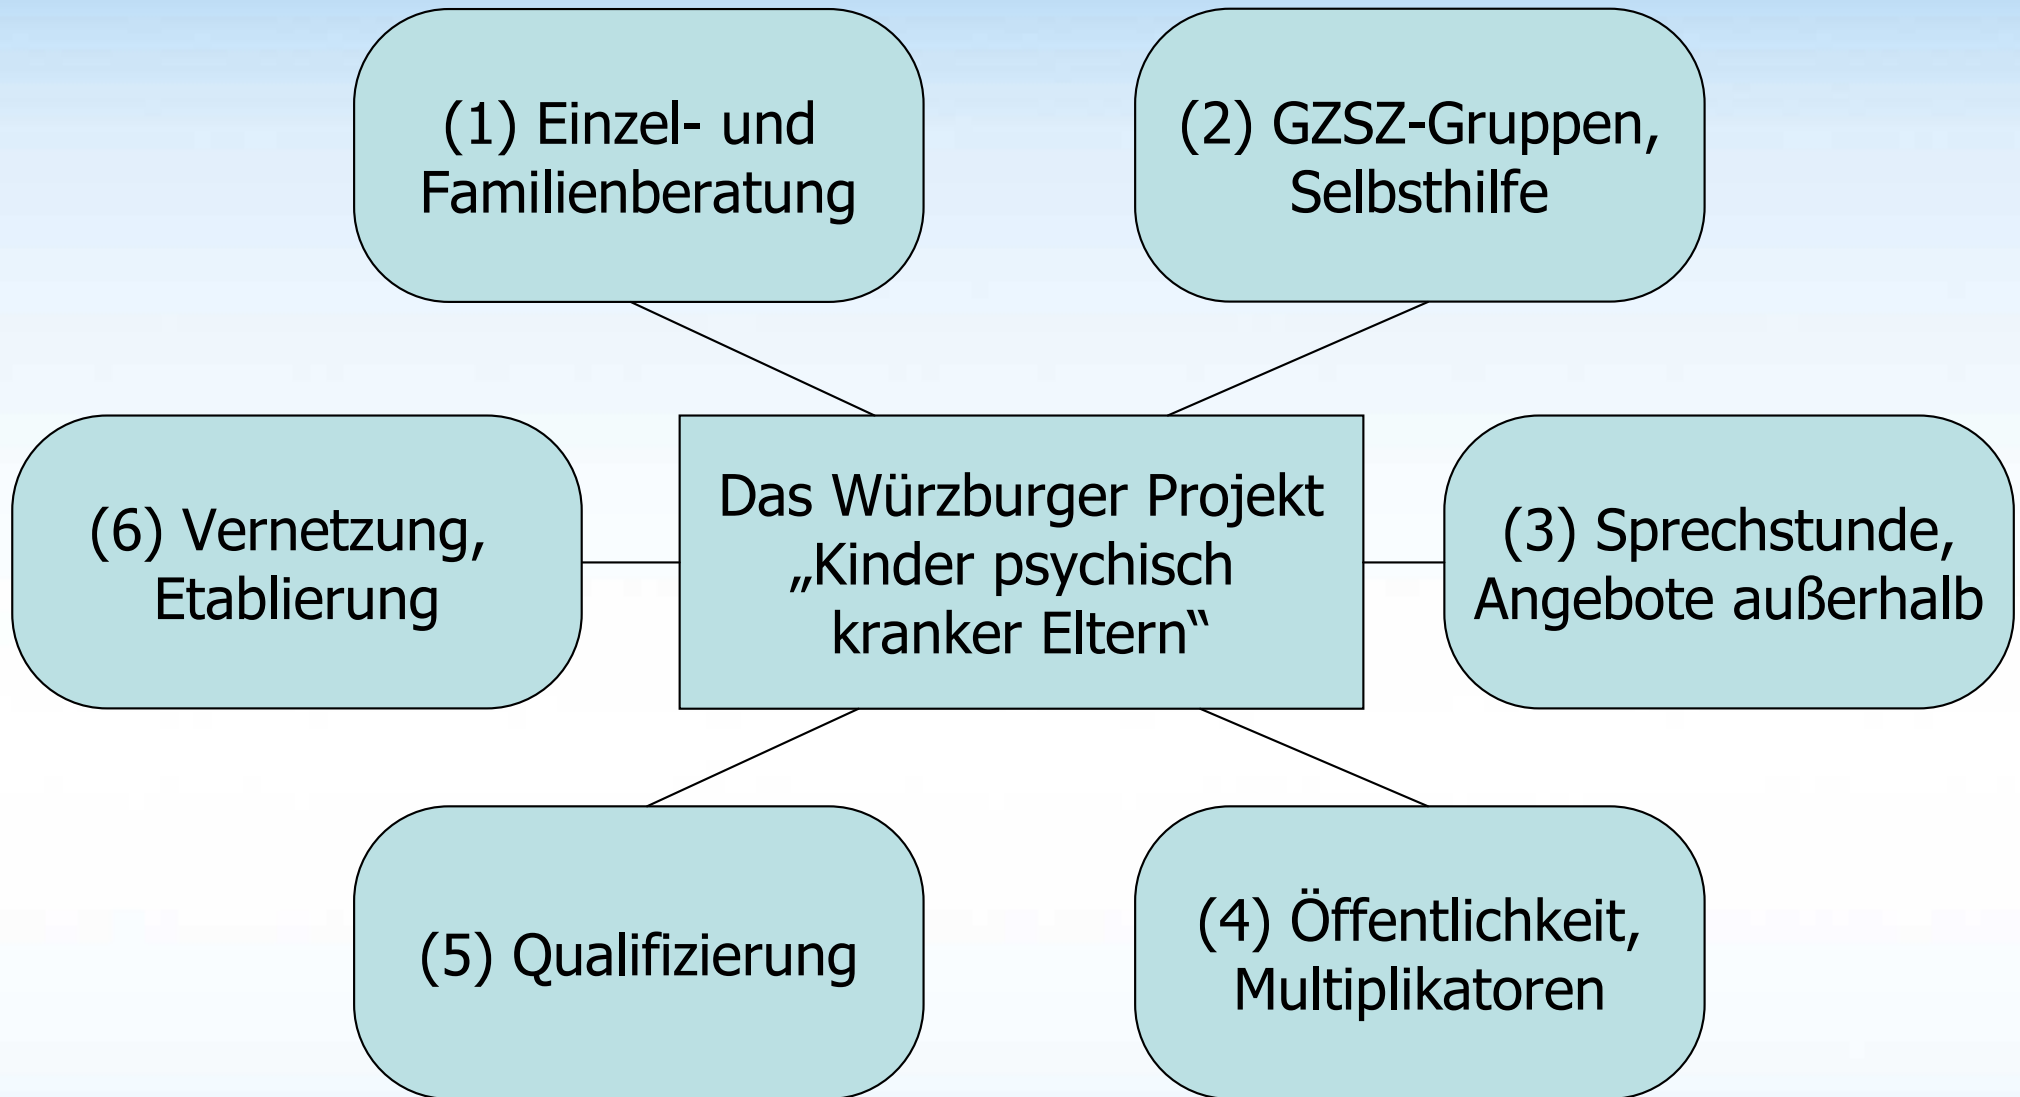 (1) Einzel- und
Familienberatung
(2) GZSZ-Gruppen,
Selbsthilfe
Das Würzburger Projekt
„Kinder psychisch
kranker Eltern“
(3) Sprechstunde,
Angebote außerhalb
(4) Öffentlichkeit,
Multiplikatoren
(5) Qualifizierung
(6) Vernetzung,
Etablierung